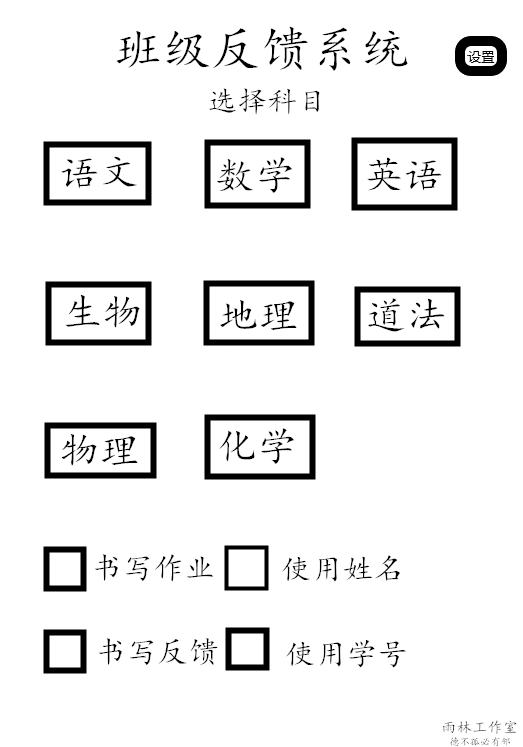 班级反馈系统
设置
选择科目
语文 数学 英语
生物 地理 道法
物理 化学
书写作业 使用姓名
书写反馈 使用学号
雨林工作室
德不孤必有邻